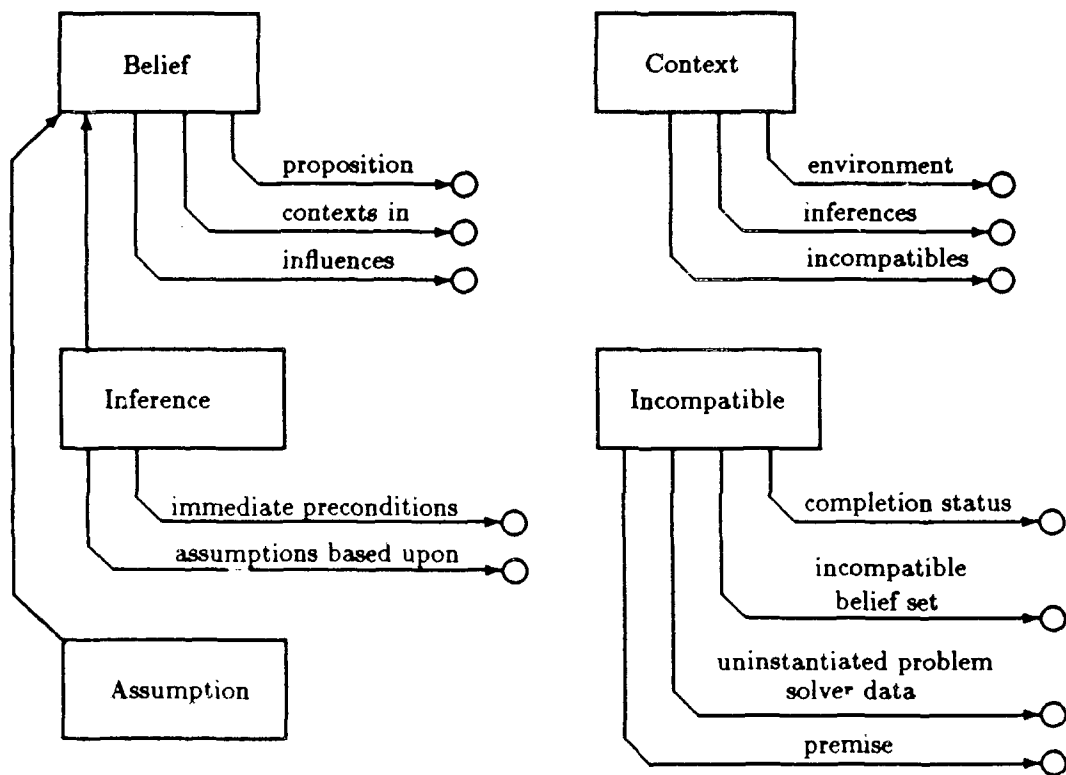 Belief
proposition
contexts in
influences
Context
environment
inferences
incompatibles
Inference
immediate preconditions
assumptions based upon
Assumption
Incompatible
completion status
incompatible
belief set
uninstantiated problem
solver data
premise